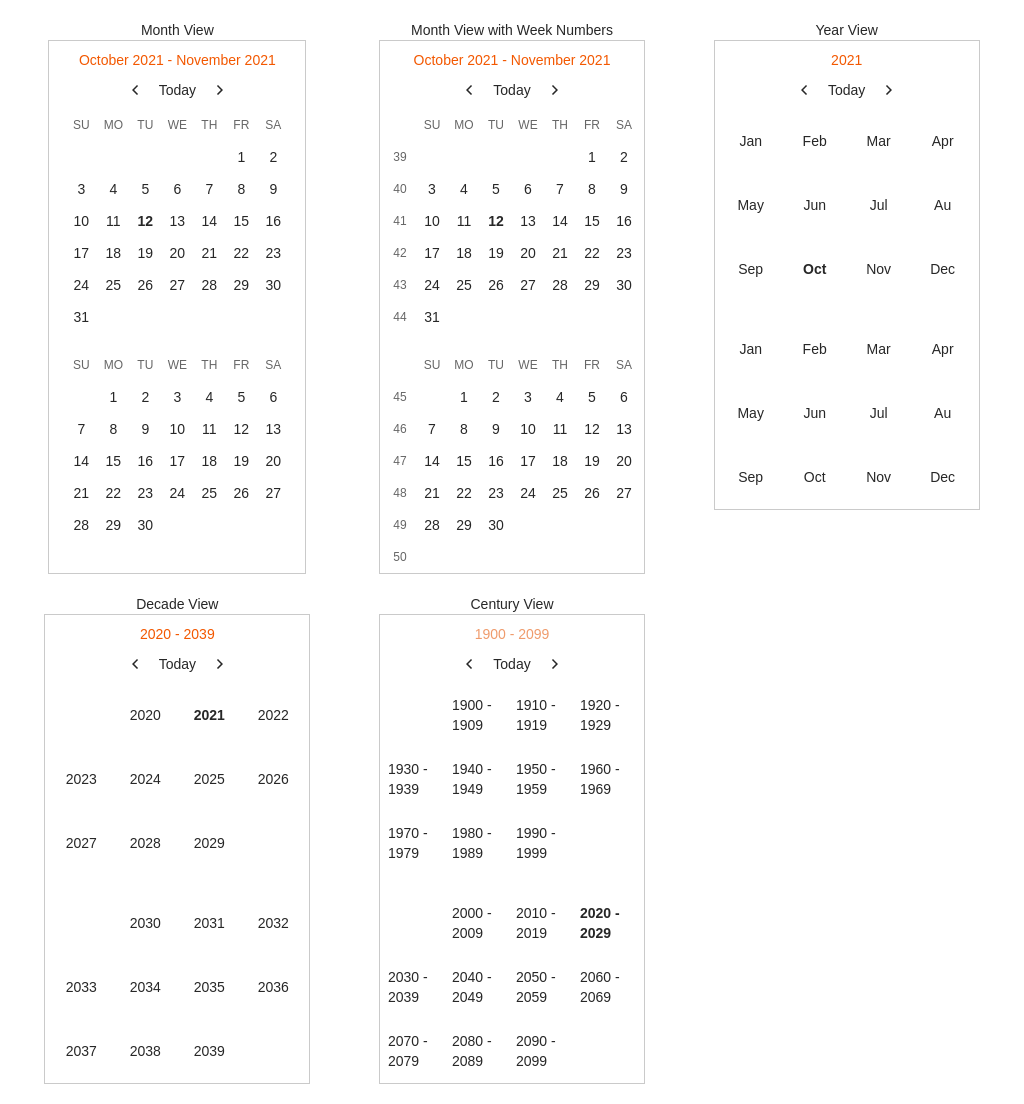 Month View
October 2021 - November 2021
Today
SU MO TU WE TH FR SA
1 2
3 4 5 6 7 8 9
10 11 12 13 14 15 16
17 18 19 20 21 22 23
24 25 26 27 28 29 30
31
SU MO TU WE TH FR SA
1 2 3 4 5 6
7 8 9 10 11 12 13
14 15 16 17 18 19 20
21 22 23 24 25 26 27
28 29 30
Month View with Week Numbers
October 2021 - November 2021
Today
SU MO TU WE TH FR SA
39 1 2
40 3 4 5 6 7 8 9
41 10 11 12 13 14 15 16
42 17 18 19 20 21 22 23
43 24 25 26 27 28 29 30
44 31
SU MO TU WE TH FR SA
45 1 2 3 4 5 6
46 7 8 9 10 11 12 13
47 14 15 16 17 18 19 20
48 21 22 23 24 25 26 27
49 28 29 30
50
Year View
2021
Today
Jan Feb Mar Apr
May Jun Jul Au
Sep Oct Nov Dec
Jan Feb Mar Apr
May Jun Jul Au
Sep Oct Nov Dec
Decade View
2020 - 2039
Today
2020 2021 2022
2023 2024 2025 2026
2027 2028 2029
2030 2031 2032
2033 2034 2035 2036
2037 2038 2039
Century View
1900 - 2099
Today
1900 - 1910 - 1920 -
1909 1919 1929
1930 - 1940 - 1950 - 1960 -
1939 1949 1959 1969
1970 - 1980 - 1990 -
1979 1989 1999
2000 - 2010 - 2020 -
2009 2019 2029
2030 - 2040 - 2050 - 2060 -
2039 2049 2059 2069
2070 - 2080 - 2090 -
2079 2089 2099